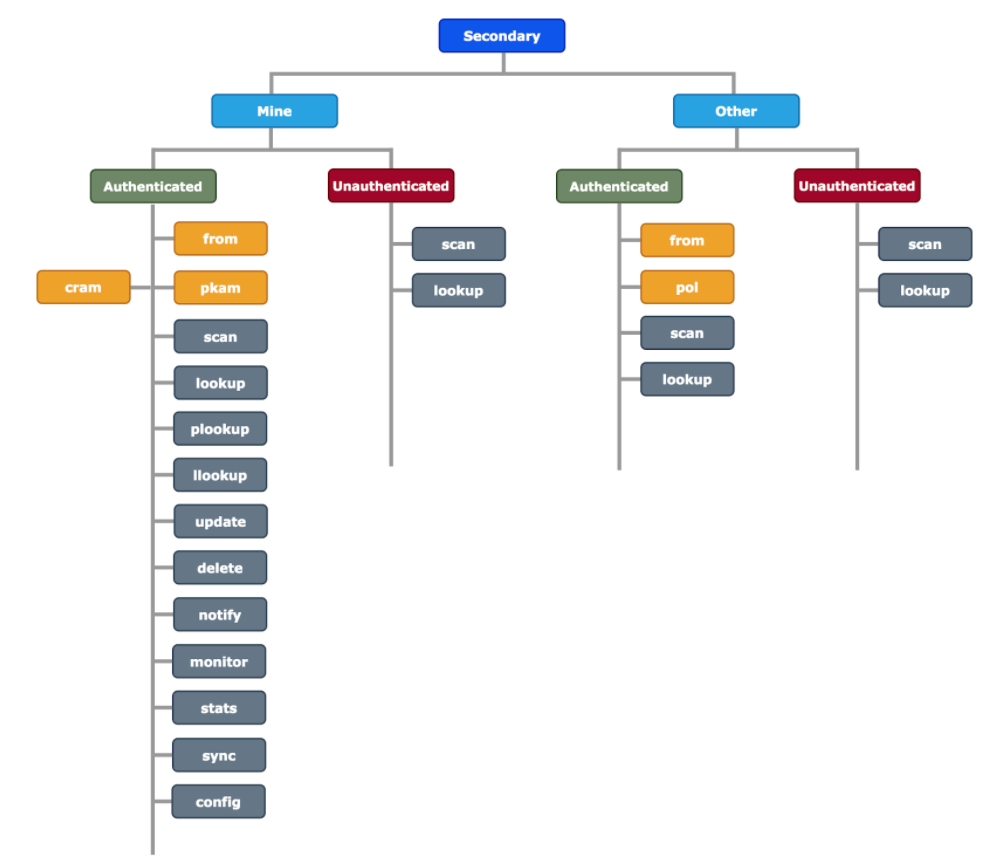 Secondary
Mine
Other
Authenticated
Unauthenticated
Authenticated
Unauthenticated
from
cram
pkam
scan
lookup
plookup
llookup
update
delete
notify
monitor
stats
sync
config
scan
lookup
from
pol
scan
lookup
scan
lookup